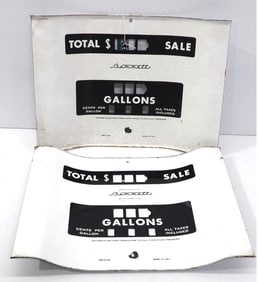 TOTAL $ SALE
GALLONS
CENTS PER
GALLON
ALL TAXES
INCLUDED
TOTAL $ SALE
GALLONS
CENTS PER
GALLON
ALL TAXES
INCLUDED